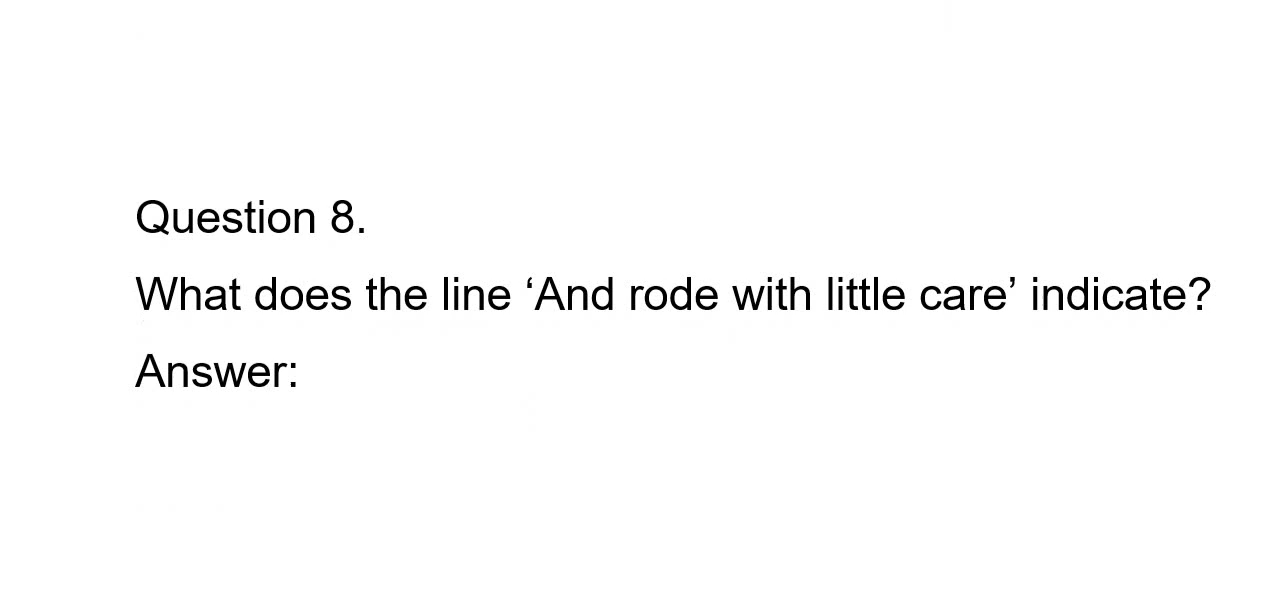 Question 8.
What does the line ‘And rode with little care’ indicate?
Answer: